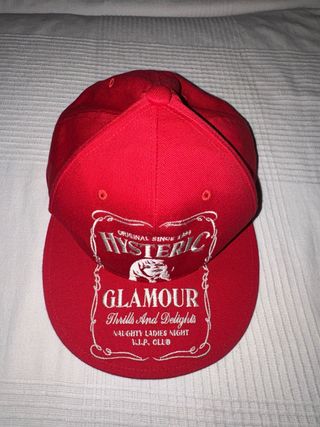 ORIGINAL SINCE 1984
HYSTERIC
GLAMOUR
Thrills And Delights
NAUGHTY LADIES NIGHT
V.I.P. CLUB